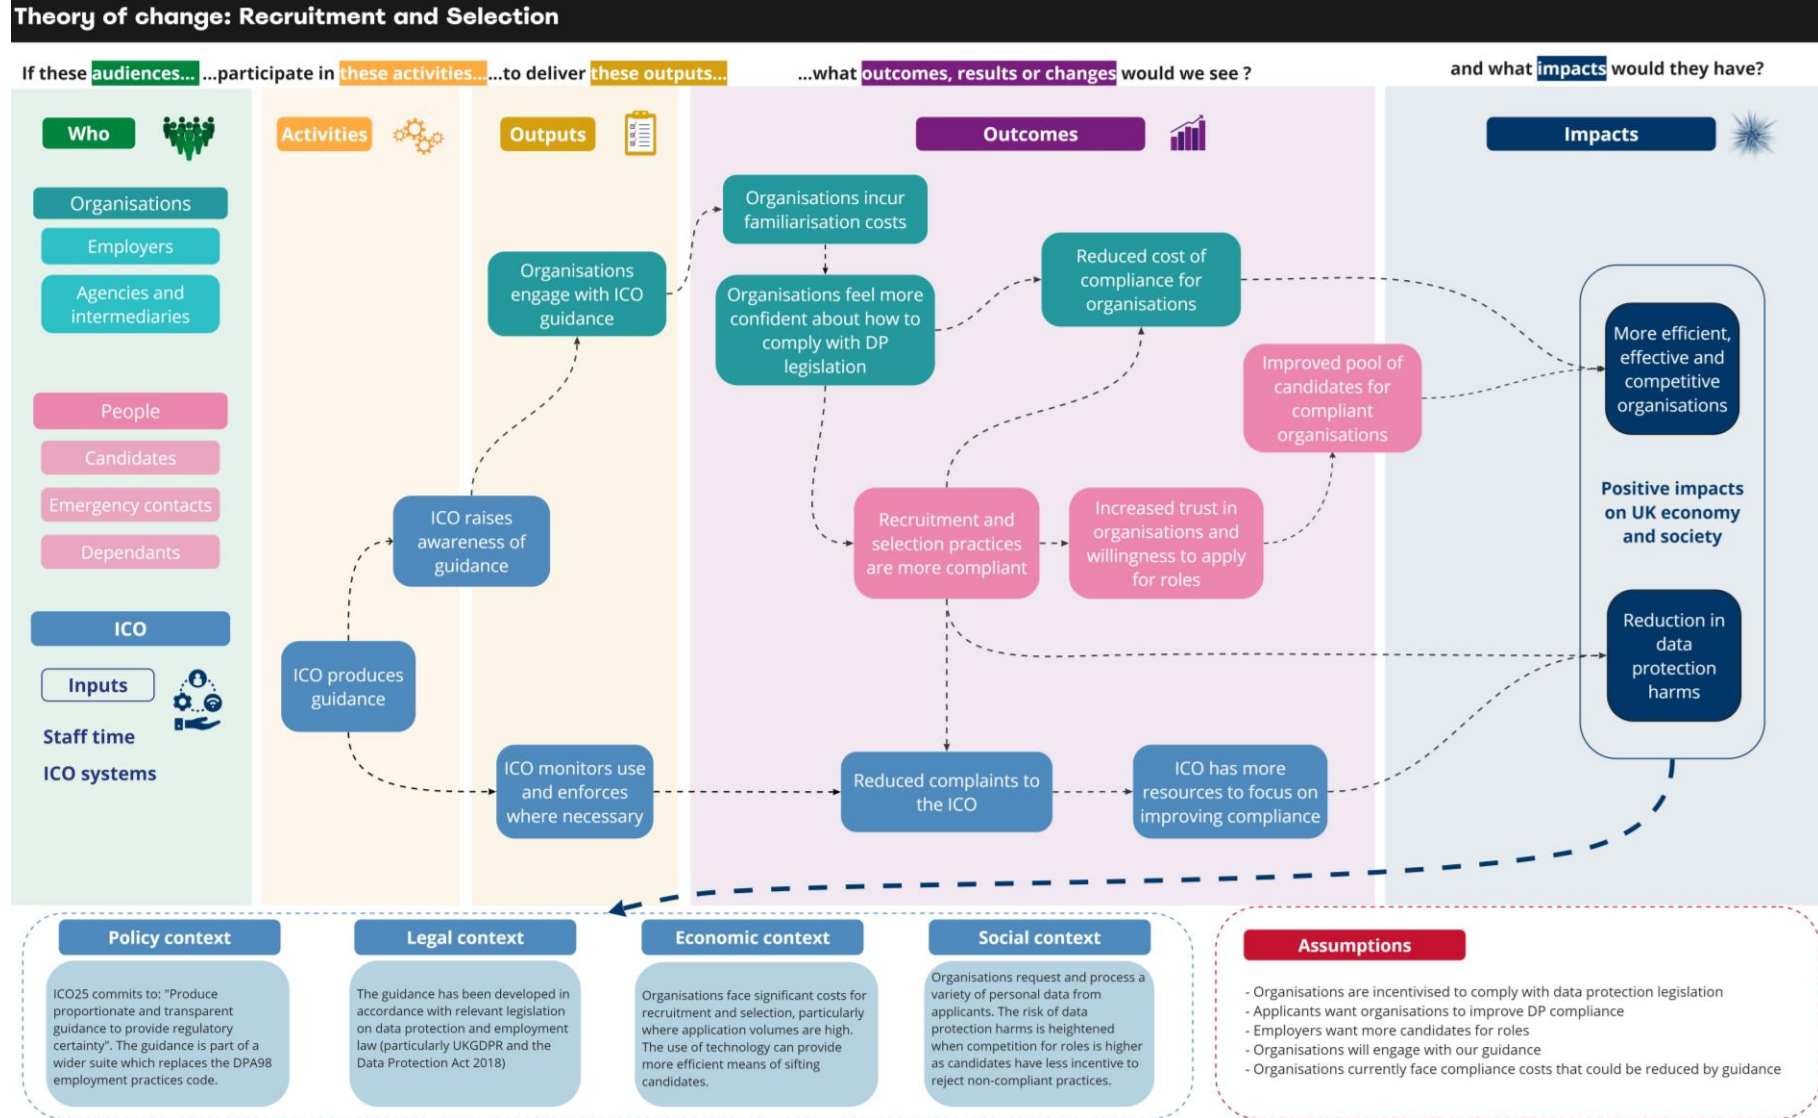 Theory of change: Recruitment and Selection
If these audiences... ...participate in these activities... ...to deliver these outputs... ...what outcomes, results or changes would we see ? and what impacts would they have?
Who
Activities
Outputs
Outcomes
Impacts
Organisations
Employers
Agencies and
intermediaries
People
Candidates
Emergency contacts
Dependants
ICO
Inputs
Staff time
ICO systems
ICO produces
guidance
ICO raises
awareness of
guidance
Organisations
engage with ICO
guidance
ICO monitors use
and enforces
where necessary
Organisations incur
familiarisation costs
Organisations feel more
confident about how to
comply with DP
legislation
Reduced cost of
compliance for
organisations
Improved pool of
candidates for
compliant
organisations
Recruitment and
selection practices
are more compliant
Increased trust in
organisations and
willingness to apply
for roles
Reduced complaints to
the ICO
ICO has more
resources to focus on
improving compliance
More efficient,
effective and
competitive
organisations
Positive impacts
on UK economy
and society
Reduction in
data
protection
harms
Policy context
ICO25 commits to: "Produce
proportionate and transparent
guidance to provide regulatory
certainty". The guidance is part of a
wider suite which replaces the DPA98
employment practices code.
Legal context
The guidance has been developed in
accordance with relevant legislation
on data protection and employment
law (particularly UKGDPR and the
Data Protection Act 2018)
Economic context
Organisations face significant costs for
recruitment and selection, particularly
where application volumes are high.
The use of technology can provide
more efficient means of sifting
candidates.
Social context
Organisations request and process a
variety of personal data from
applicants. The risk of data
protection harms is heightened
when competition for roles is higher
as candidates have less incentive to
reject non-compliant practices.
Assumptions
- Organisations are incentivised to comply with data protection legislation
- Applicants want organisations to improve DP compliance
- Employers want more candidates for roles
- Organisations will engage with our guidance
- Organisations currently face compliance costs that could be reduced by guidance